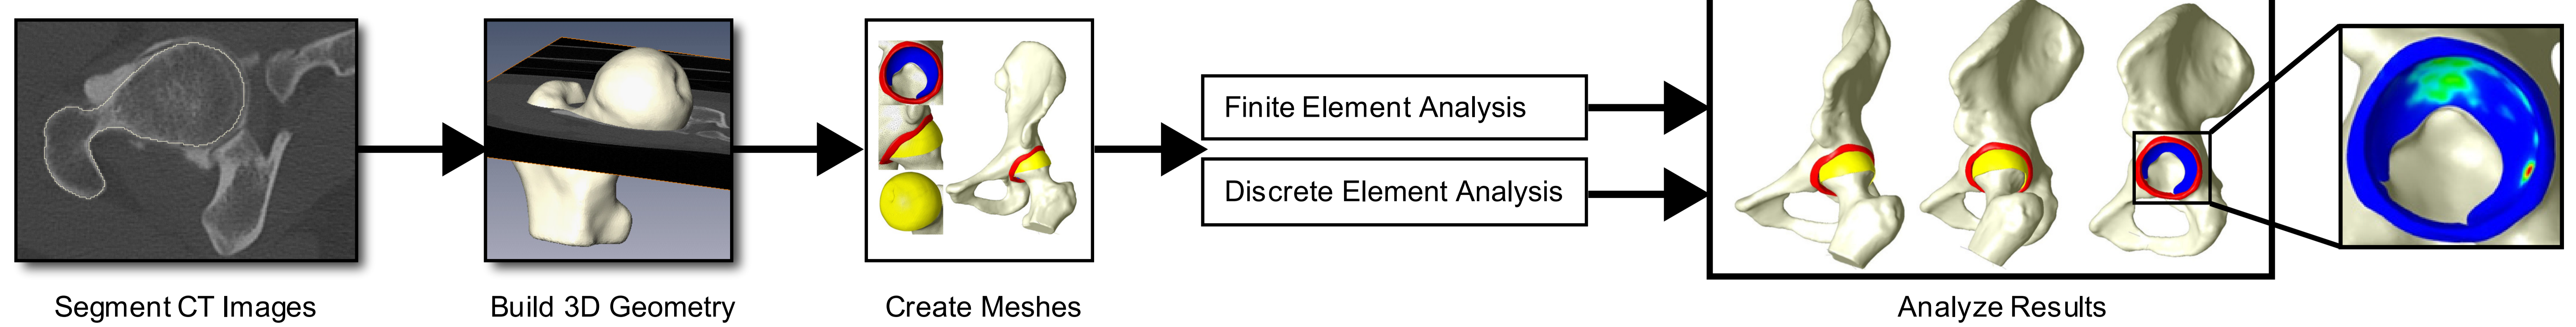 Segment CT Images
Build 3D Geometry
Create Meshes
Finite Element Analysis
Discrete Element Analysis
Analyze Results